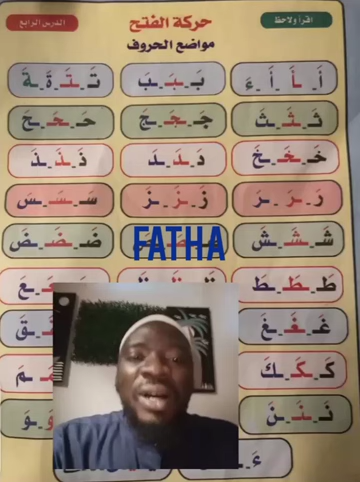 اقرأ ولاحظ
حركة الفتح
الدرس الرابع
مواضع الحروف
أَ ـ ـأَ ـ أَ ـ ءَ
بَـ ـبَـ ـبَ
تَـ ـتَـ ـةَ ـ ةَ
ثَـ ـثَـ ـثَ
جَـ ـجَـ ـجَ
حَـ ـحَـ ـحَ
خَـ ـخَـ ـخَ
دَ ـ ـدَ ـ ـدَ
ذَ ـ ـذَ ـ ـذَ
رَ ـ ـرَ ـ ـرَ
زَ ـ ـزَ ـ ـزَ
سَـ ـسَـ ـسَ
شَـ ـشَـ ـشَ
FATHA
ضَـ ـضَـ ـضَ
طَـ ـطَـ ـطَ
غَـ ـغَـ ـغَ
كَـ ـكَـ ـكَ
نَـ ـنَـ ـنَ